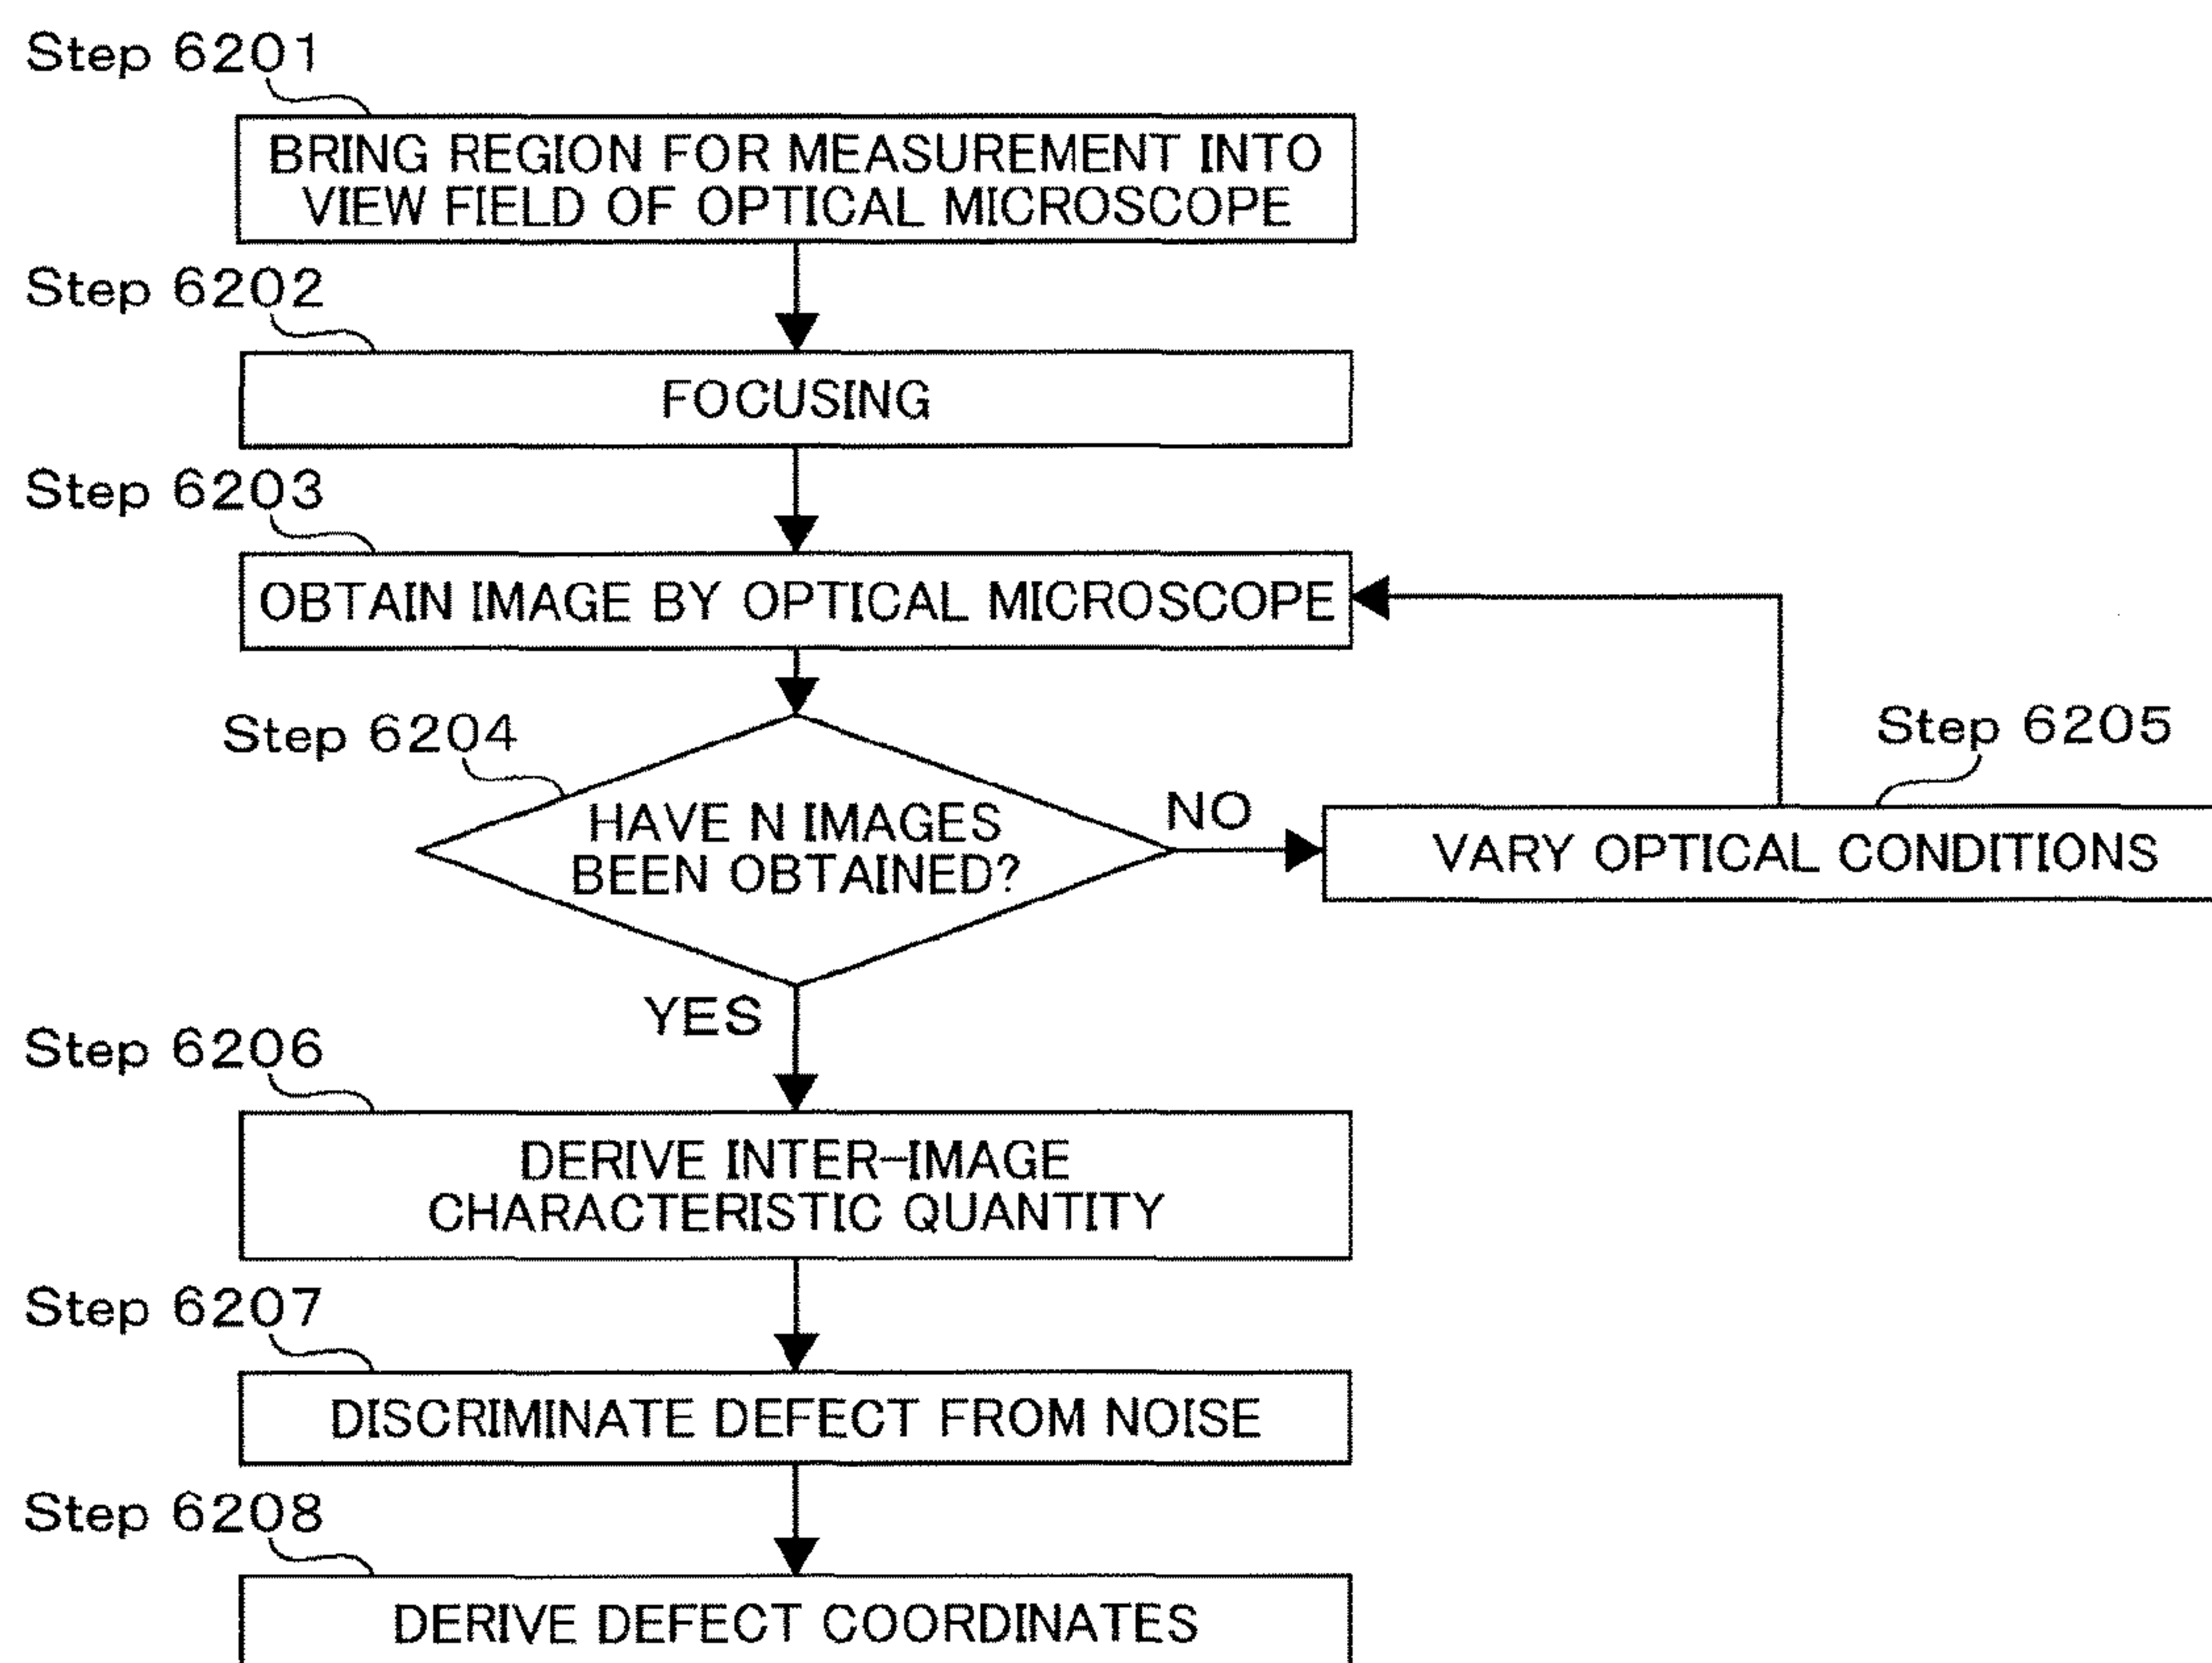 Step 6201
BRING REGION FOR MEASUREMENT INTO
VIEW FIELD OF OPTICAL MICROSCOPE
Step 6202
FOCUSING
Step 6203
OBTAIN IMAGE BY OPTICAL MICROSCOPE
Step 6204
HAVE N IMAGES
BEEN OBTAINED?
NO
Step 6205
VARY OPTICAL CONDITIONS
YES
Step 6206
DERIVE INTER-IMAGE
CHARACTERISTIC QUANTITY
Step 6207
DISCRIMINATE DEFECT FROM NOISE
Step 6208
DERIVE DEFECT COORDINATES